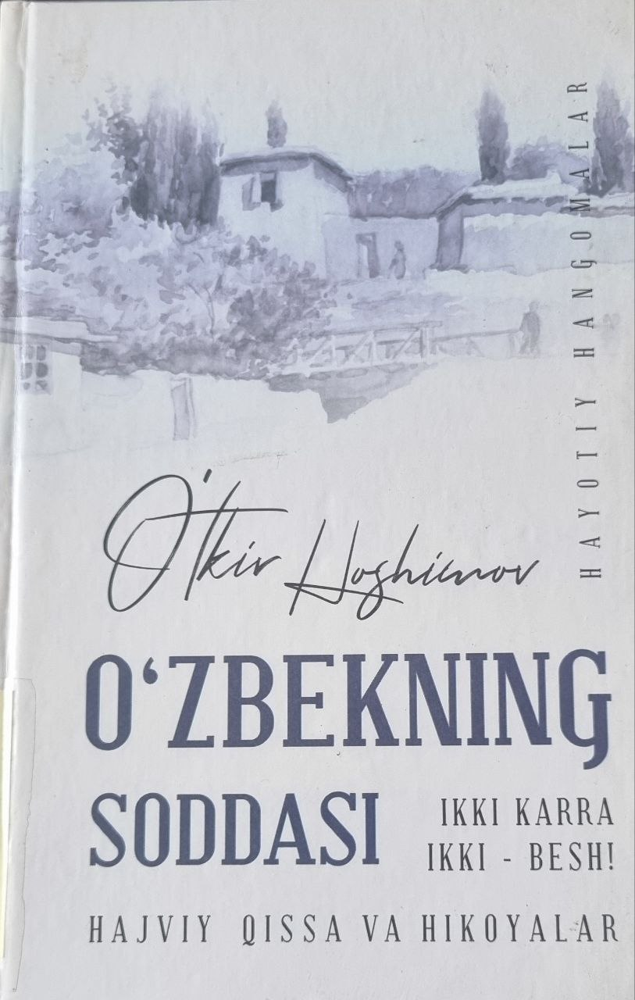 HAYOTIY HANGOMALAR
O'tkir Hoshimov
O‘ZBEKNING
SODDASI
IKKI KARRA
IKKI - BESH!
HAJVIY QISSA VA HIKOYALAR